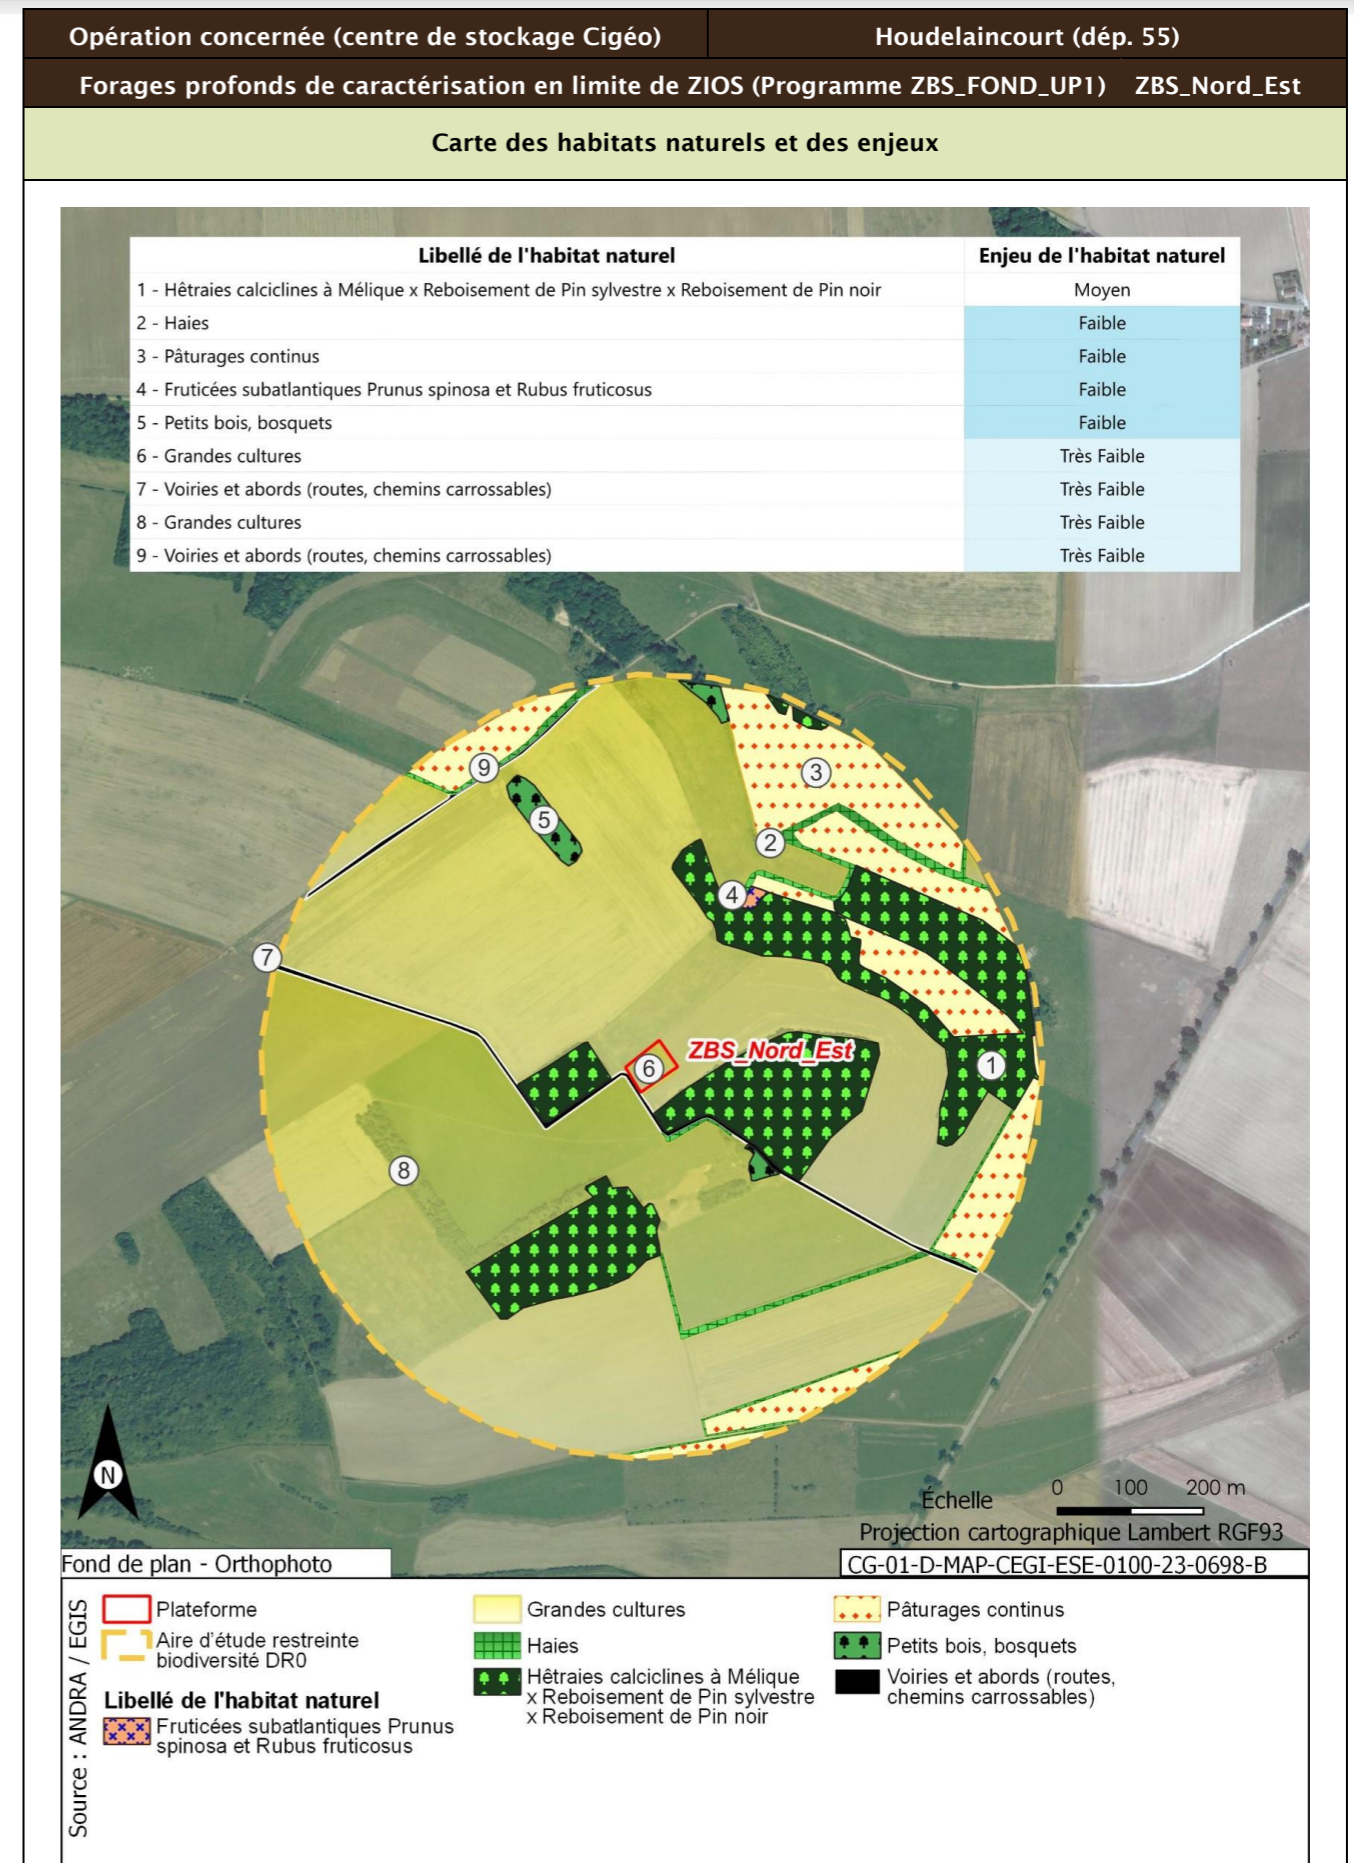 Opération concernée (centre de stockage Cigéo) Houdelaincourt (dép. 55)
Forages profonds de caractérisation en limite de ZIOS (Programme ZBS_FOND_UP1) ZBS_Nord_Est
Carte des habitats naturels et des enjeux
Libellé de l'habitat naturel Enjeu de l'habitat naturel
1 - Hêtraies calciclines à Mélique x Reboisement de Pin sylvestre x Reboisement de Pin noir Moyen
2 - Haies Faible
3 - Pâturages continus Faible
4 - Fruticées subatlantiques Prunus spinosa et Rubus fruticosus Faible
5 - Petits bois, bosquets Faible
6 - Grandes cultures Très Faible
7 - Voiries et abords (routes, chemins carrossables) Très Faible
8 - Grandes cultures Très Faible
9 - Voiries et abords (routes, chemins carrossables) Très Faible
9
3
5
2
4
7
ZBS_Nord_Est
6
1
8
N
0 100 200 m
Échelle
Projection cartographique Lambert RGF93
Fond de plan - Orthophoto
CG-01-D-MAP-CEGI-ESE-0100-23-0698-B
Source : ANDRA / EGIS
Plateforme
Aire d'étude restreinte
biodiversité DR0
Libellé de l'habitat naturel
Fruticées subatlantiques Prunus
spinosa et Rubus fruticosus
Grandes cultures
Haies
Hêtraies calciclines à Mélique
x Reboisement de Pin sylvestre
x Reboisement de Pin noir
Pâturages continus
Petits bois, bosquets
Voiries et abords (routes,
chemins carrossables)